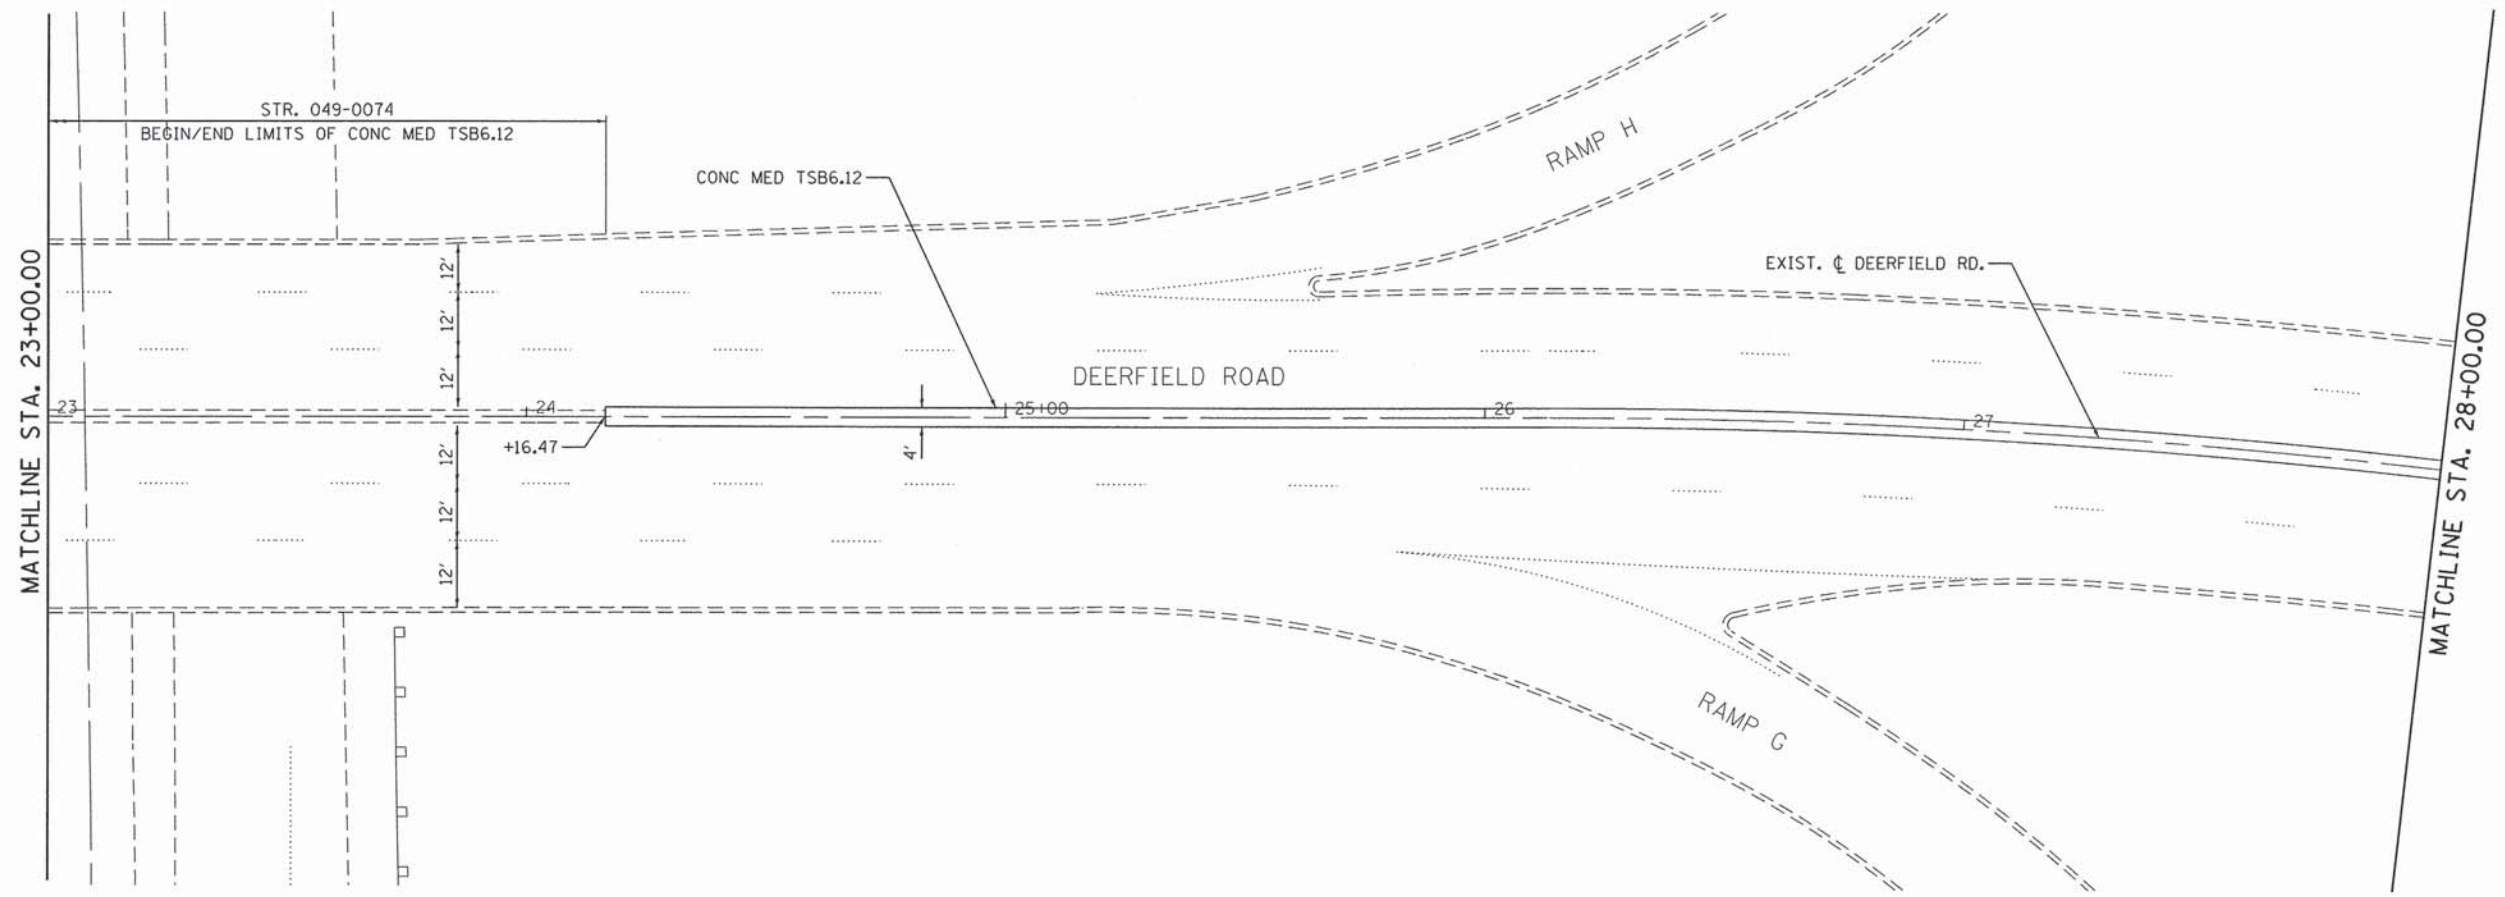 STR. 049-0074
BEGIN/END LIMITS OF CONC MED TSB6.12
CONC MED TSB6.12
RAMP H
EXIST. ℄ DEERFIELD RD.
MATCHLINE STA. 23+00.00
12'
12'
12'
DEERFIELD ROAD
23
24
25+00
26
27
+16.47
4'
12'
12'
12'
RAMP G
MATCHLINE STA. 28+00.00